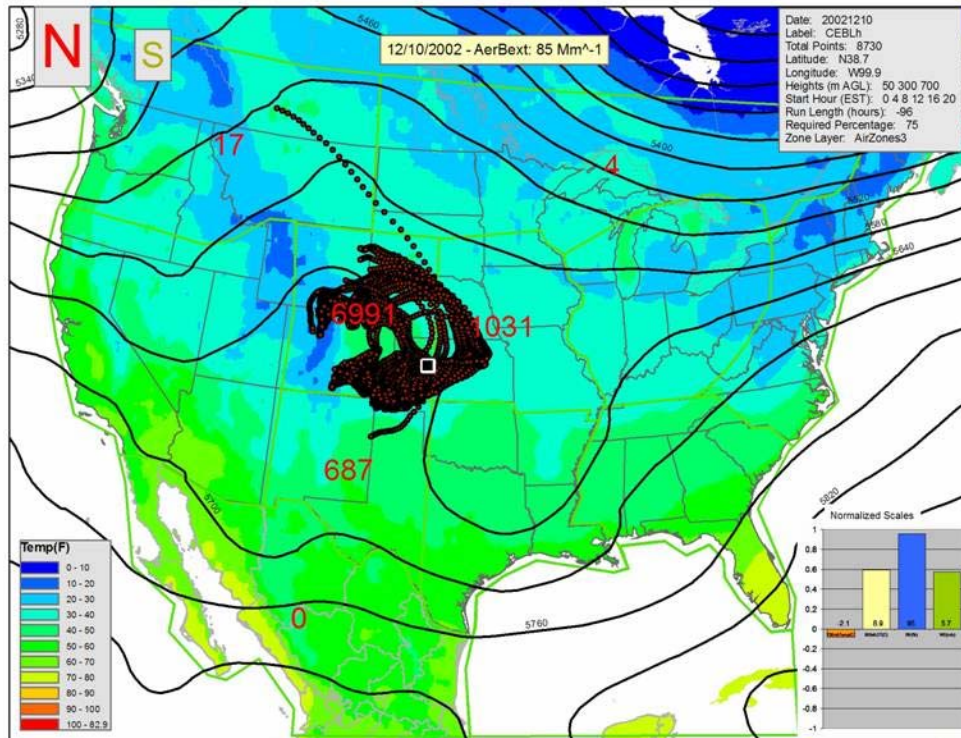 5280
5460
N
S
12/10/2002 - AerBext: 85 Mm^-1
Date: 20021210
Label: CEBLh
Total Points: 8730
Latitude: N38.7
Longitude: W99.9
Heights (m AGL): 50 300 700
Start Hour (EST): 0 4 8 12 16 20
Run Length (hours): -96
Required Percentage: 75
Zone Layer: AirZones3
5340
17
4
5400
5520
5580
5640
6991
1031
687
5700
5820
Normalized Scales
1
0.8
0.6
0.4
0.2
0
-0.2
-0.4
-0.6
-0.8
-1
-2.1
8.9
95
5.7
Temp(F)
0 - 10
10 - 20
20 - 30
30 - 40
40 - 50
50 - 60
60 - 70
70 - 80
80 - 90
90 - 100
100 - 82.9
0
5760